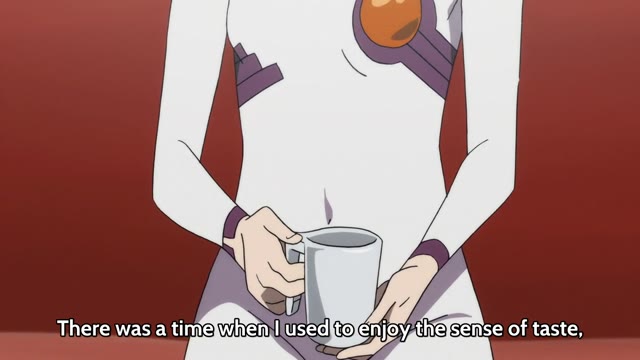 There was a time when I used to enjoy the sense of taste,